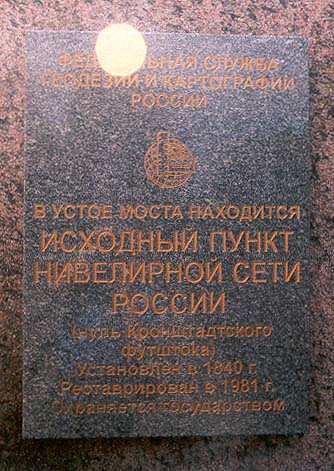 ФЕДЕРАЛЬНАЯ СЛУЖБА
ГЕОДЕЗИИ И КАРТОГРАФИИ
РОССИИ
В УСТОЕ МОСТА НАХОДИТСЯ
ИСХОДНЫЙ ПУНКТ
НИВЕЛИРНОЙ СЕТИ
РОССИИ
(нуль Кронштадтского
футштока)
Установлен в 1840 г.
Реставрирован в 1981 г.
Охраняется государством